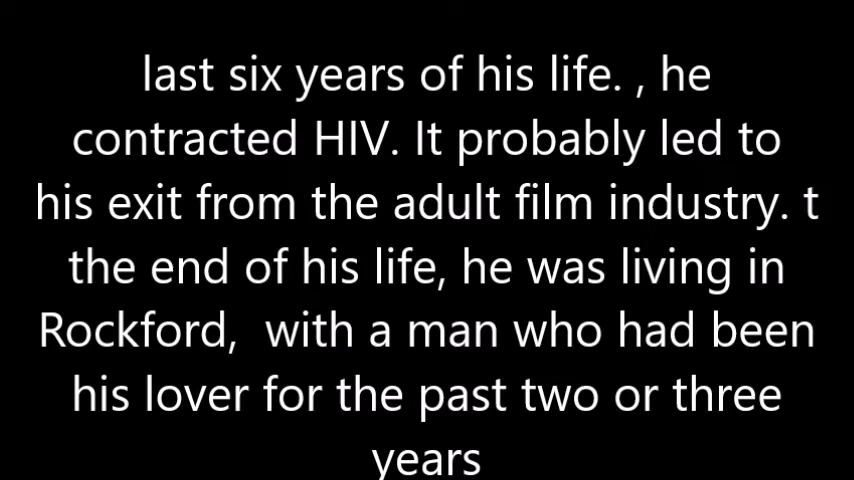 last six years of his life. , he
contracted HIV. It probably led to
his exit from the adult film industry. t
the end of his life, he was living in
Rockford,  with a man who had been
his lover for the past two or three
years